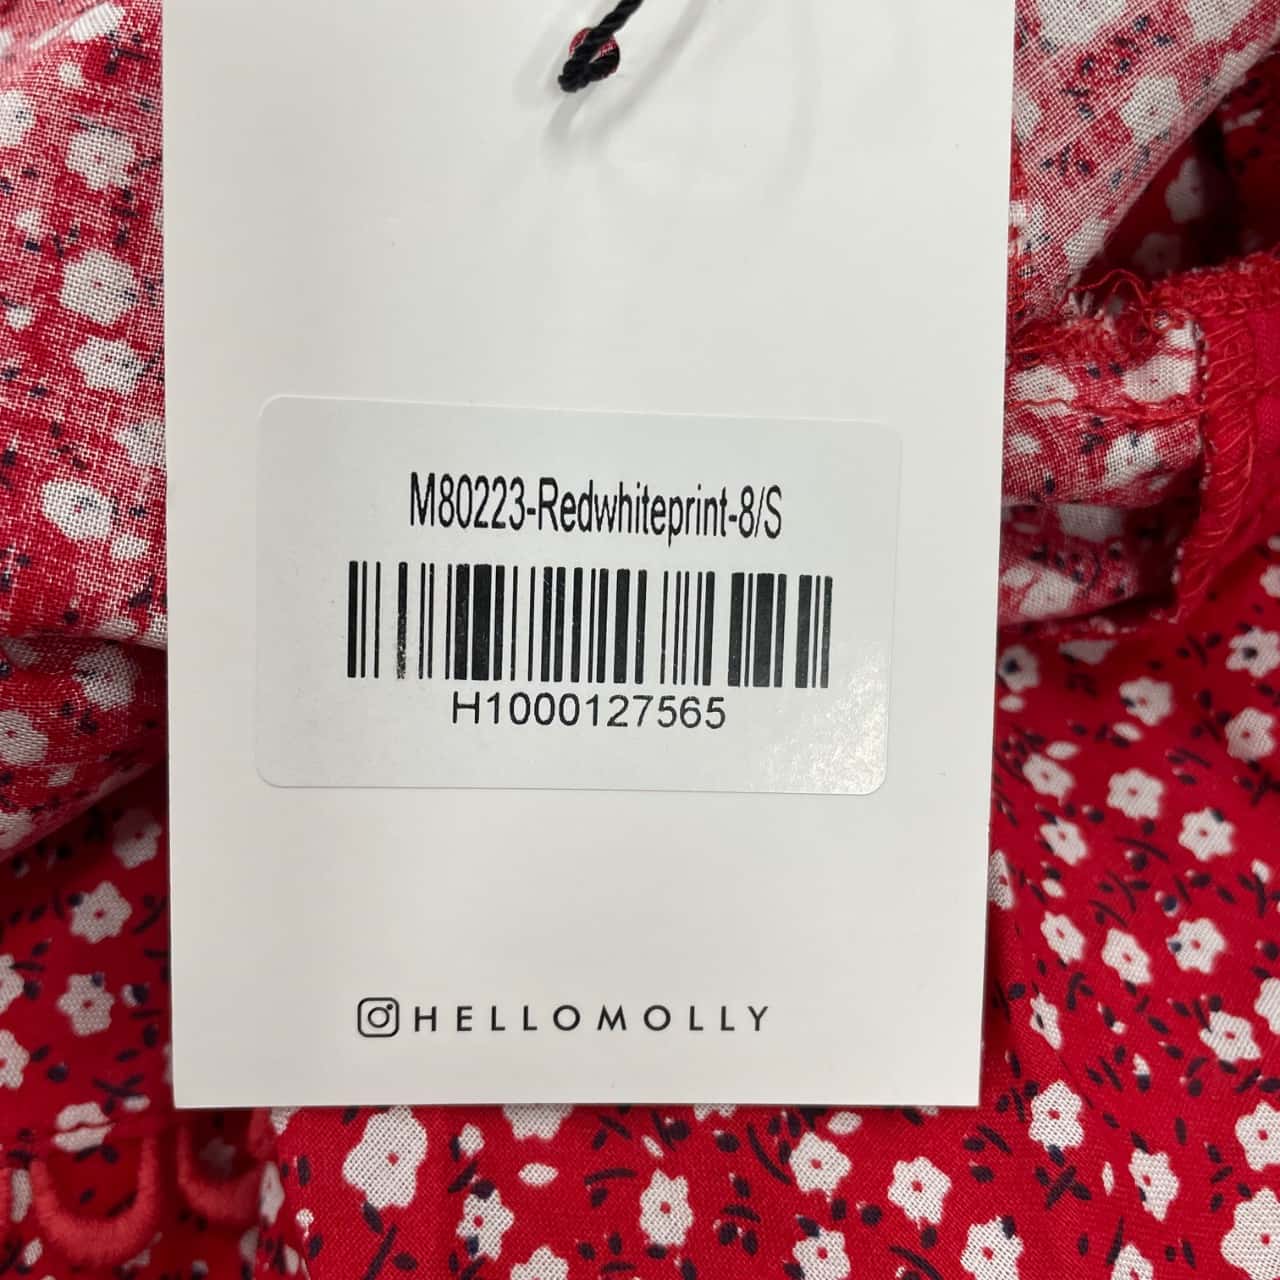 M80223-Redwhiteprint-8/S
H1000127565
HELLOMOLLY